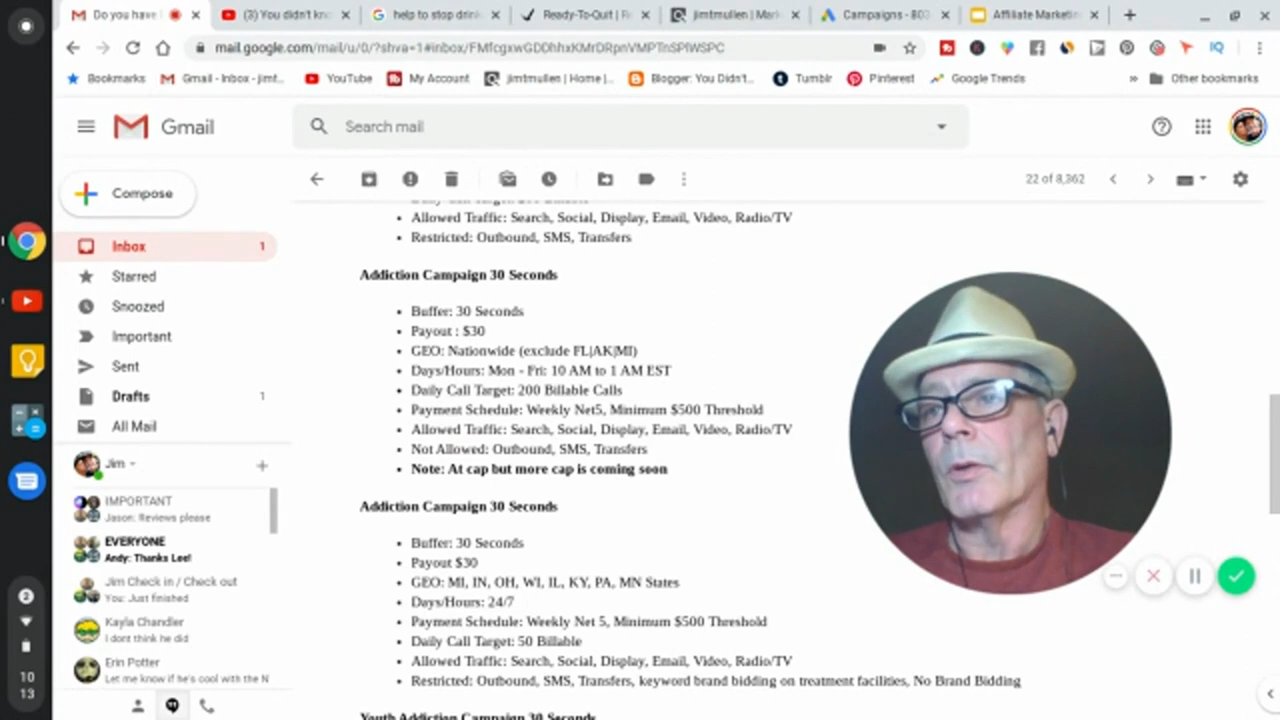 Do you have
(3) You didn't kn
help to stop drin
Ready-To-Quit | R
jimtmullen | Mar
Campaigns - 803
Affiliate Marketin
mail.google.com/mail/u/0/?shva=1#inbox/
Bookmarks
Gmail - Inbox - jimt...
YouTube
My Account
jimtmullen | Home |...
Blogger: You Didn't...
Tumblr
Pinterest
Google Trends
»
Other bookmarks
Gmail
Search mail
Compose
22 of 8,362
Inbox 1
Starred
Snoozed
Important
Sent
Drafts 1
All Mail
Jim
IMPORTANT
Jason: Reviews please
EVERYONE
Andy: Thanks Lee!
Jim Check in / Check out
You: Just finished
Kayla Chandler
I dont think he did
Erin Potter
Let me know if he's cool with the N
Allowed Traffic: Search, Social, Display, Email, Video, Radio/TV
Restricted: Outbound, SMS, Transfers
Addiction Campaign 30 Seconds
Buffer: 30 Seconds
Payout : $30
GEO: Nationwide (exclude FL|AK|MI)
Days/Hours: Mon - Fri: 10 AM to 1 AM EST
Daily Call Target: 200 Billable Calls
Payment Schedule: Weekly Net5, Minimum $500 Threshold
Allowed Traffic: Search, Social, Display, Email, Video, Radio/TV
Not Allowed: Outbound, SMS, Transfers
Note: At cap but more cap is coming soon
Addiction Campaign 30 Seconds
Buffer: 30 Seconds
Payout $30
GEO: MI, IN, OH, WI, IL, KY, PA, MN States
Days/Hours: 24/7
Payment Schedule: Weekly Net 5, Minimum $500 Threshold
Daily Call Target: 50 Billable
Allowed Traffic: Search, Social, Display, Email, Video, Radio/TV
Restricted: Outbound, SMS, Transfers, keyword brand bidding on treatment facilities, No Brand Bidding
Youth Addiction Campaign 30 Seconds
10
13